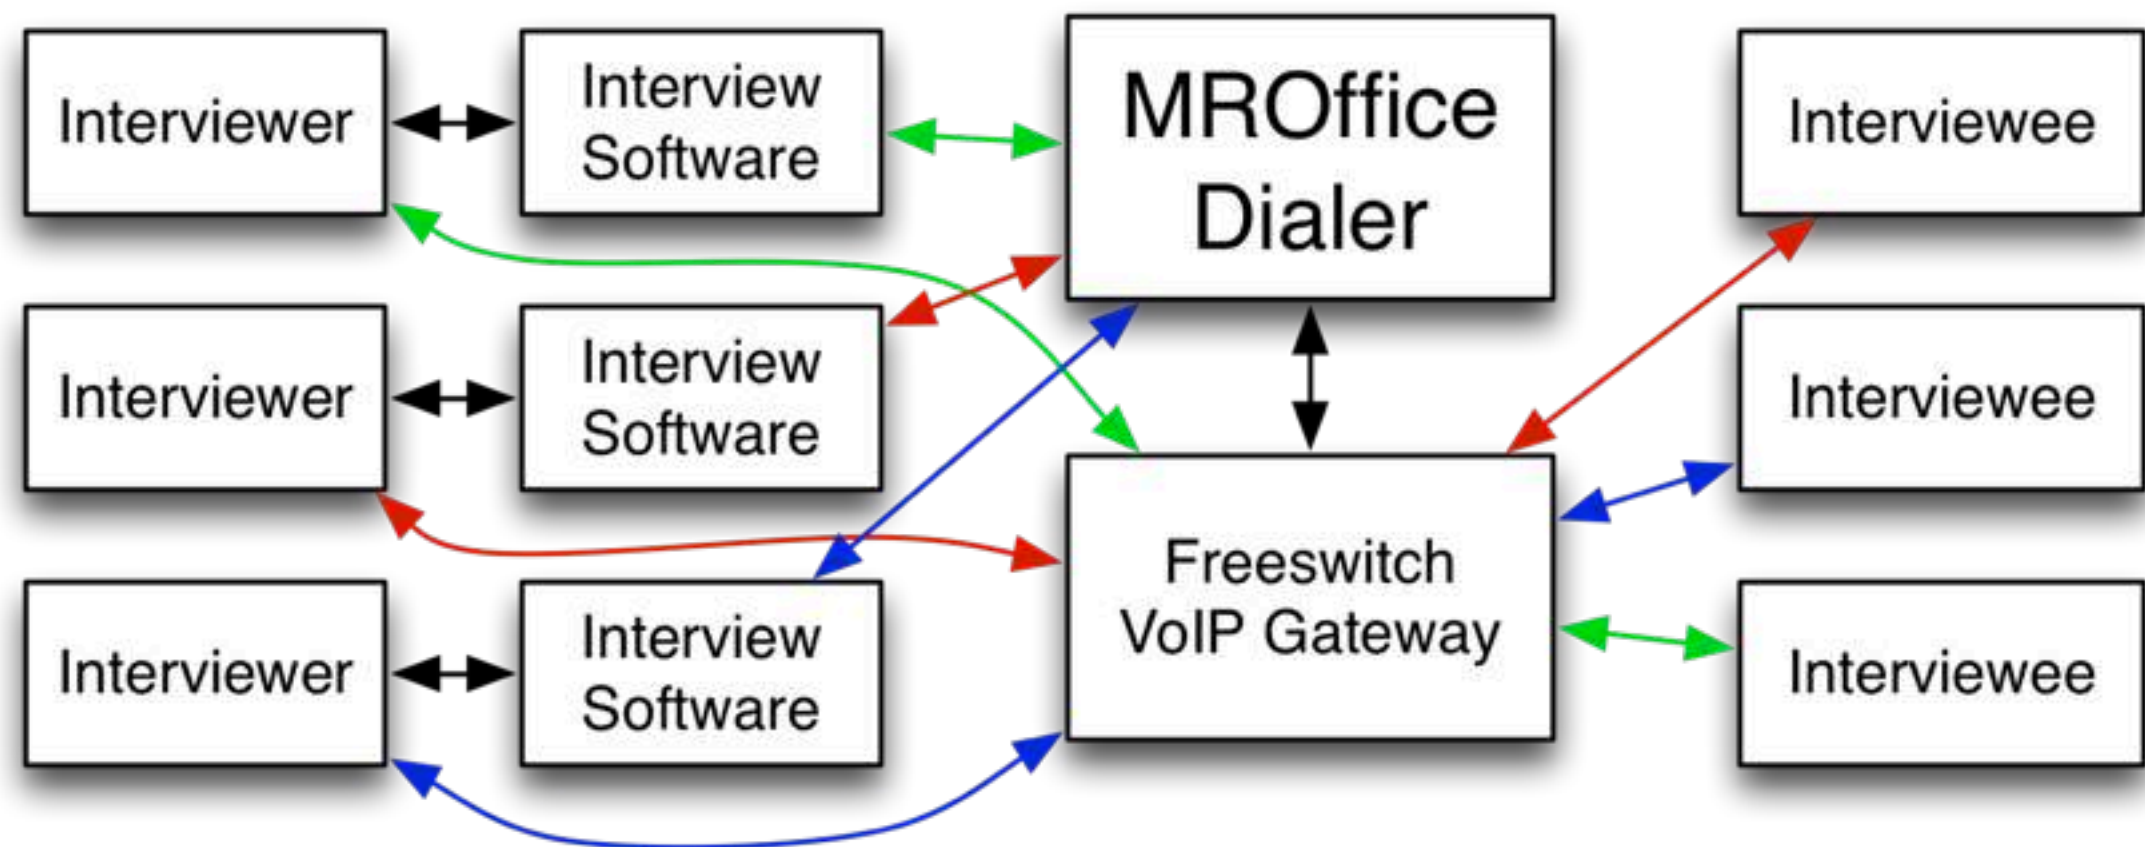 Interviewer
Interview
Software
MROffice
Dialer
Interviewee
Interviewer
Interview
Software
Interviewee
Freeswitch
VoIP Gateway
Interviewer
Interview
Software
Interviewee